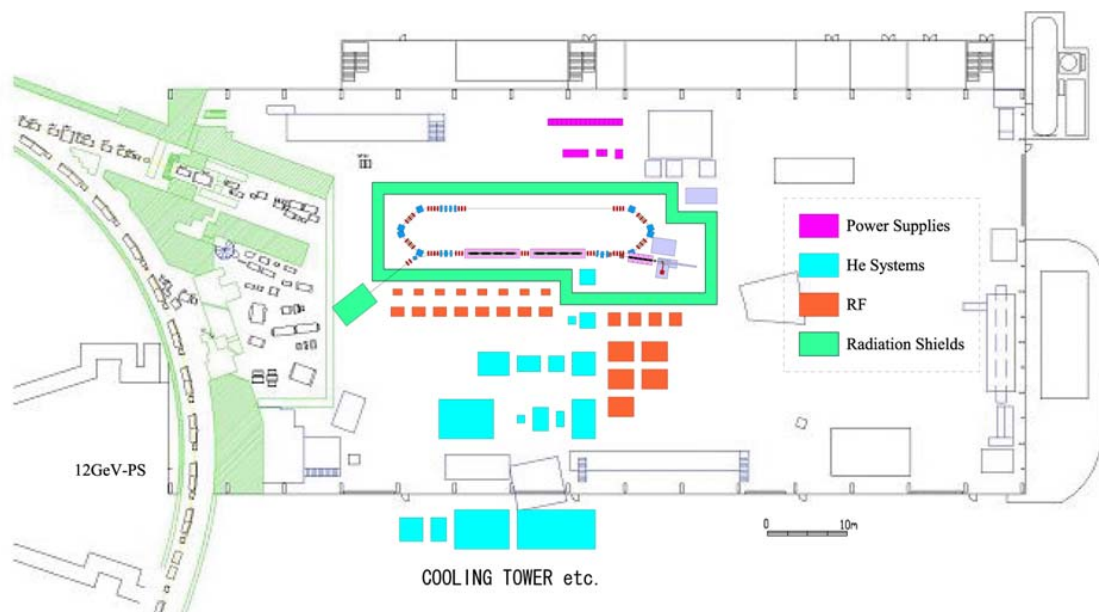 Power Supplies
He Systems
RF
Radiation Shields
12GeV-PS
0 10m
COOLING TOWER etc.